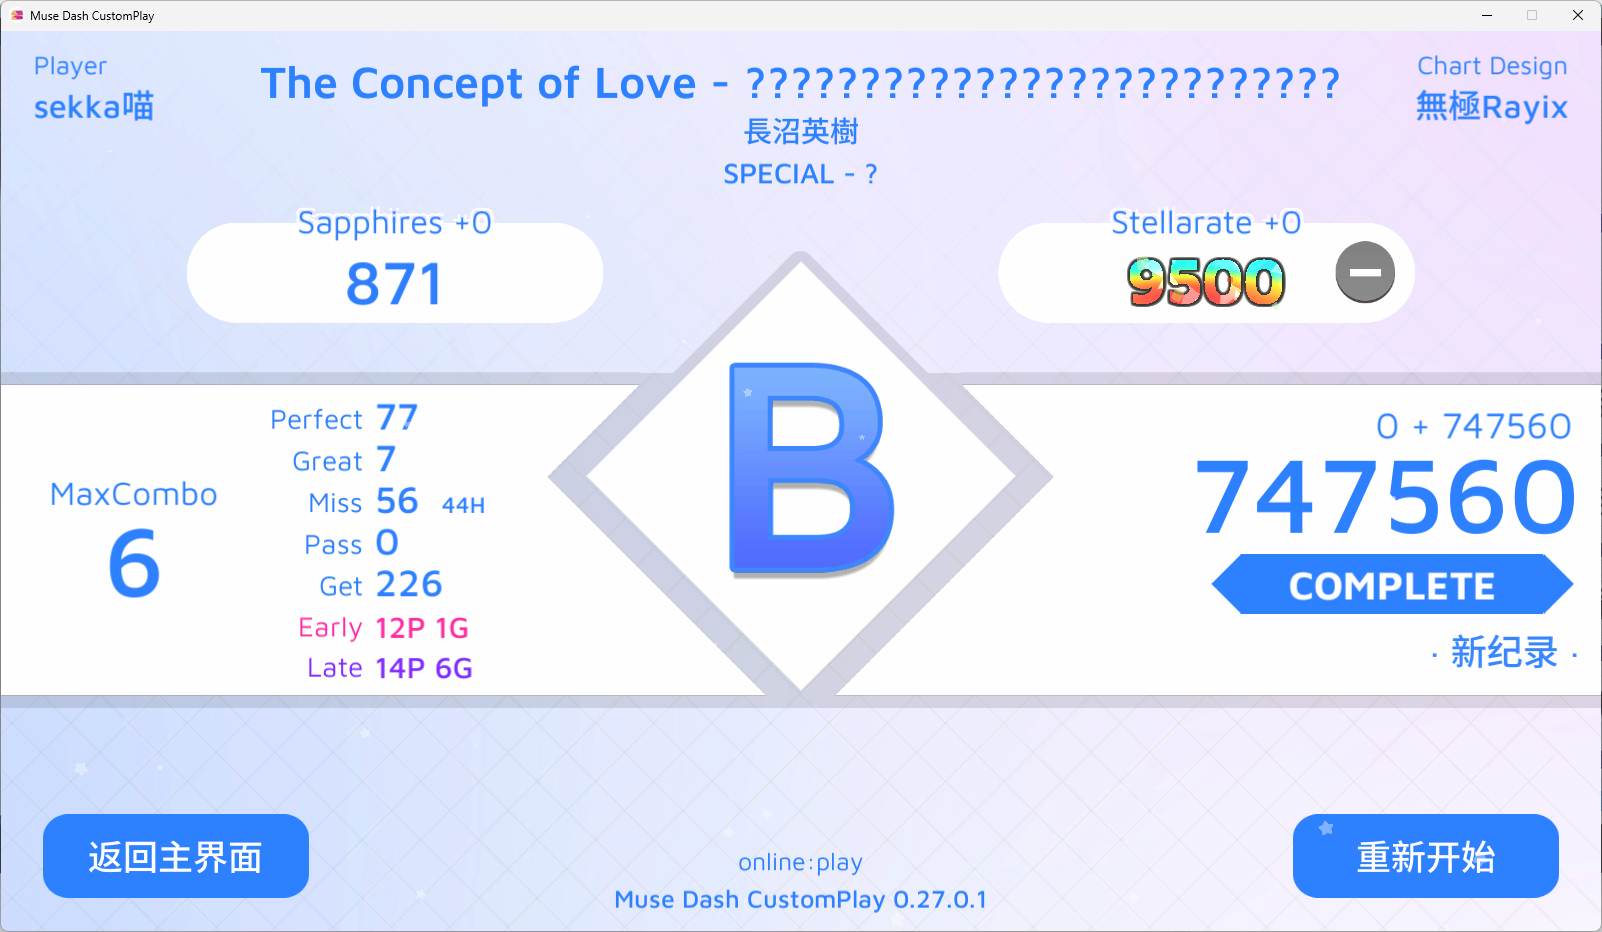 Muse Dash CustomPlay
Player
sekka喵
The Concept of Love - ??????????????????????????
長沼英樹
SPECIAL - ?
Chart Design
無極Rayix
Sapphires +0
871
Stellarate +0
9500
MaxCombo
6
Perfect 77
Great 7
Miss 56 44H
Pass 0
Get 226
Early 12P 1G
Late 14P 6G
B
0 + 747560
747560
COMPLETE
· 新纪录 ·
返回主界面
online:play
Muse Dash CustomPlay 0.27.0.1
重新开始